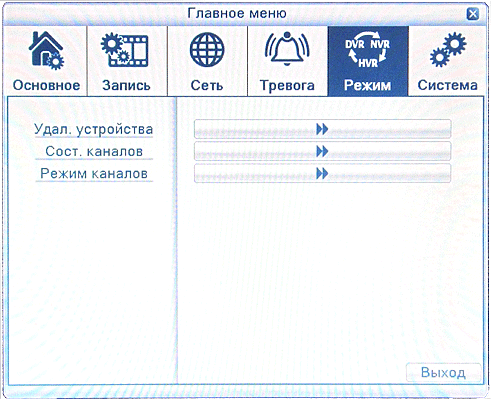 Главное меню
Основное
Запись
Сеть
Тревога
DVR NVR
HVR
Режим
Система
Удал. устройства
Сост. каналов
Режим каналов
Выход